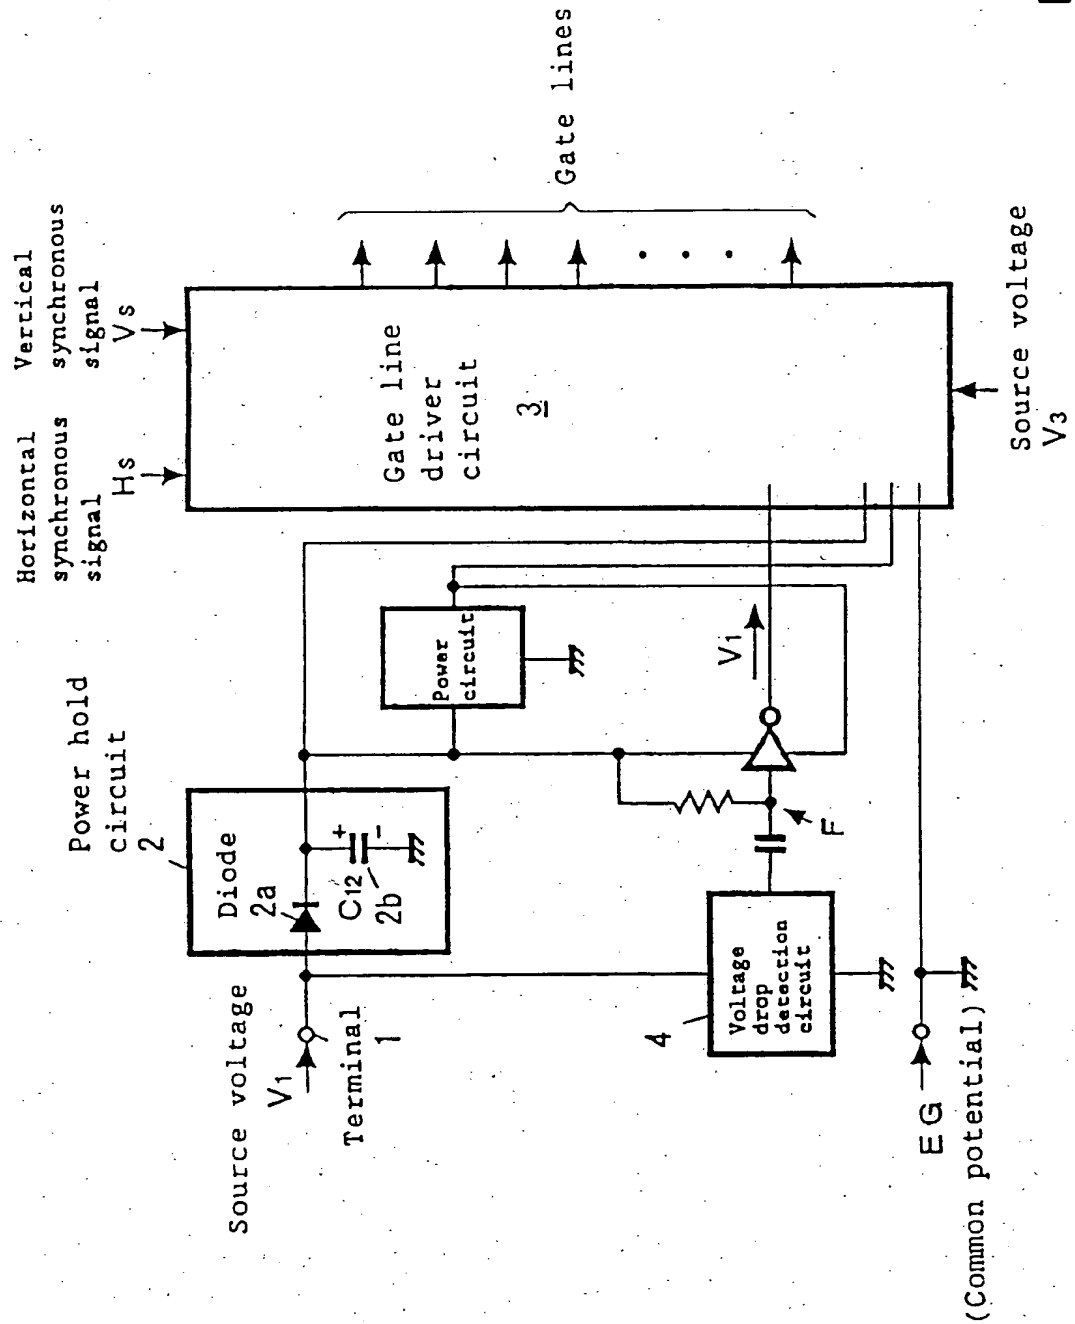 Source voltage
V1
Terminal
1
Power hold
circuit
2
Diode
2a
C12
+
-
2b
Power
circuit
Horizontal
synchronous
signal
Hs
Vertical
synchronous
signal
Vs
Gate line
driver
circuit
3
Gate lines
4
Voltage
drop
detection
circuit
F
V1
EG
(Common potential)
Source voltage
V3